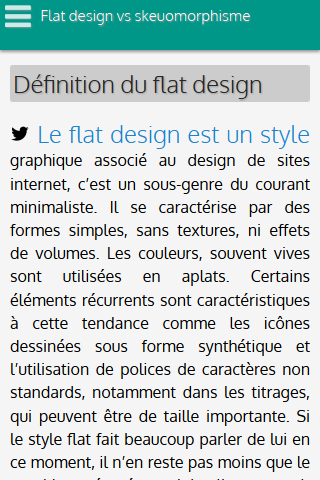 Flat design vs skeuomorphisme
Définition du flat design
Le flat design est un style
graphique associé au design de sites
internet, c’est un sous-genre du courant
minimaliste. Il se caractérise par des
formes simples, sans textures, ni effets
de volumes. Les couleurs, souvent vives
sont utilisées en aplats. Certains
éléments récurrents sont caractéristiques
à cette tendance comme les icônes
dessinées sous forme synthétique et
l’utilisation de polices de caractères non
standards, notamment dans les titrages,
qui peuvent être de taille importante. Si
le style flat fait beaucoup parler de lui en
ce moment, il n’en reste pas moins que le